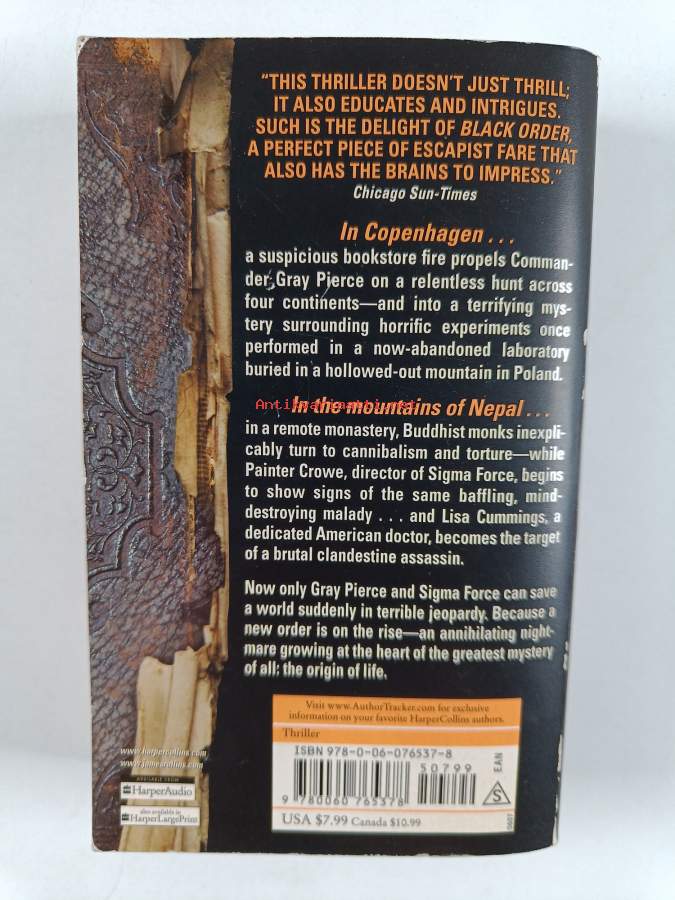 "THIS THRILLER DOESN'T JUST THRILL;
IT ALSO EDUCATES AND INTRIGUES.
SUCH IS THE DELIGHT OF BLACK ORDER,
A PERFECT PIECE OF ESCAPIST FARE THAT
ALSO HAS THE BRAINS TO IMPRESS."
Chicago Sun-Times
In Copenhagen . . .
a suspicious bookstore fire propels Comman-
der Gray Pierce on a relentless hunt across
four continents—and into a terrifying mys-
tery surrounding horrific experiments once
performed in a now-abandoned laboratory
buried in a hollowed-out mountain in Poland.
In the mountains of Nepal . . .
in a remote monastery, Buddhist monks inexpli-
cably turn to cannibalism and torture—while
Painter Crowe, director of Sigma Force, begins
to show signs of the same baffling, mind-
destroying malady . . . and Lisa Cummings, a
dedicated American doctor, becomes the target
of a brutal clandestine assassin.
Now only Gray Pierce and Sigma Force can save
a world suddenly in terrible jeopardy. Because a
new order is on the rise—an annihilating night-
mare growing at the heart of the greatest mystery
of all: the origin of life.
Visit www.AuthorTracker.com for exclusive
information on your favorite HarperCollins authors.
Thriller
ISBN 978-0-06-076537-8
50799
EAN
S
9 780060 765378
USA $7.99 Canada $10.99
0607
www.harpercollins.com
www.jamesrollins.com
AVAILABLE FROM
HarperAudio
also available in
HarperLargePrint